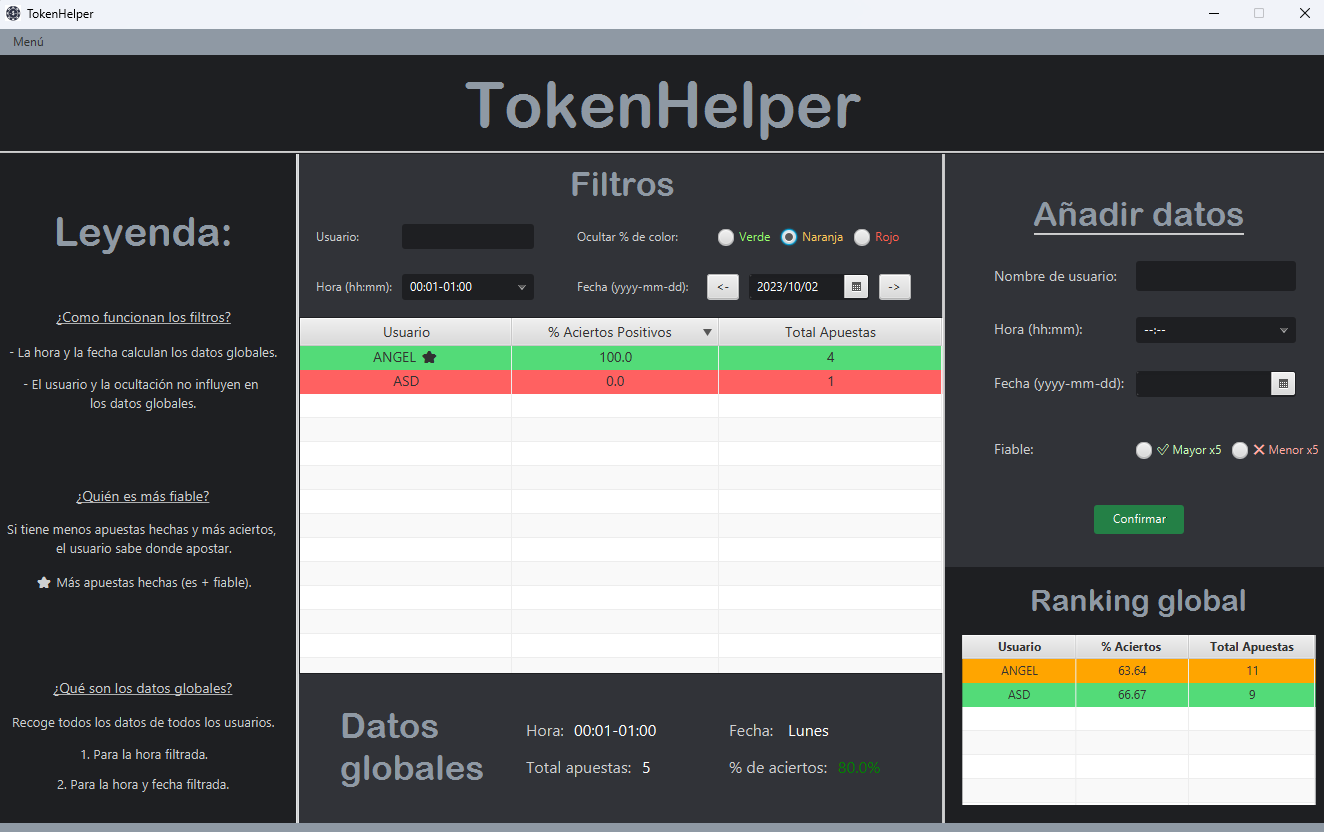 TokenHelper
Menú
TokenHelper
Leyenda:
¿Como funcionan los filtros?
- La hora y la fecha calculan los datos globales.
- El usuario y la ocultación no influyen en
los datos globales.
¿Quién es más fiable?
Si tiene menos apuestas hechas y más aciertos,
el usuario sabe donde apostar.
Más apuestas hechas (es + fiable).
¿Qué son los datos globales?
Recoge todos los datos de todos los usuarios.
1. Para la hora filtrada.
2. Para la hora y fecha filtrada.
Filtros
Usuario: Ocultar % de color: Verde Naranja Rojo
Hora (hh:mm): 00:01-01:00 Fecha (yyyy-mm-dd): <- 2023/10/02 ->
Usuario % Aciertos Positivos Total Apuestas
ANGEL 100.0 4
ASD 0.0 1
Datos
globales
Hora: 00:01-01:00 Fecha: Lunes
Total apuestas: 5 % de aciertos: 80.0%
Añadir datos
Nombre de usuario:
Hora (hh:mm): --:--
Fecha (yyyy-mm-dd):
Fiable: Mayor x5 Menor x5
Confirmar
Ranking global
Usuario % Aciertos Total Apuestas
ANGEL 63.64 11
ASD 66.67 9